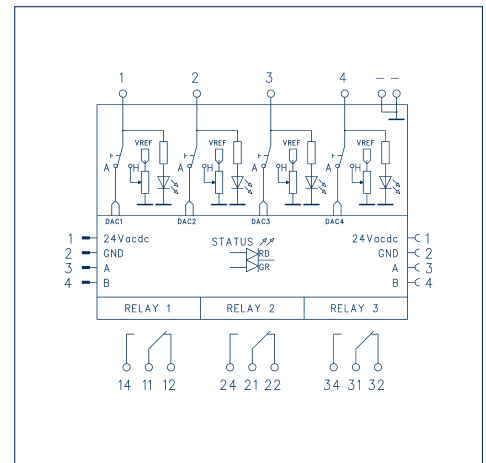 1 2 3 4 - -
VREF VREF VREF VREF
A H A H A H A H
DAC1 DAC2 DAC3 DAC4
1 24Vacdc STATUS 24Vacdc 1
2 GND RD GND 2
3 A GR A 3
4 B B 4
RELAY 1 RELAY 2 RELAY 3
14 11 12 24 21 22 34 31 32